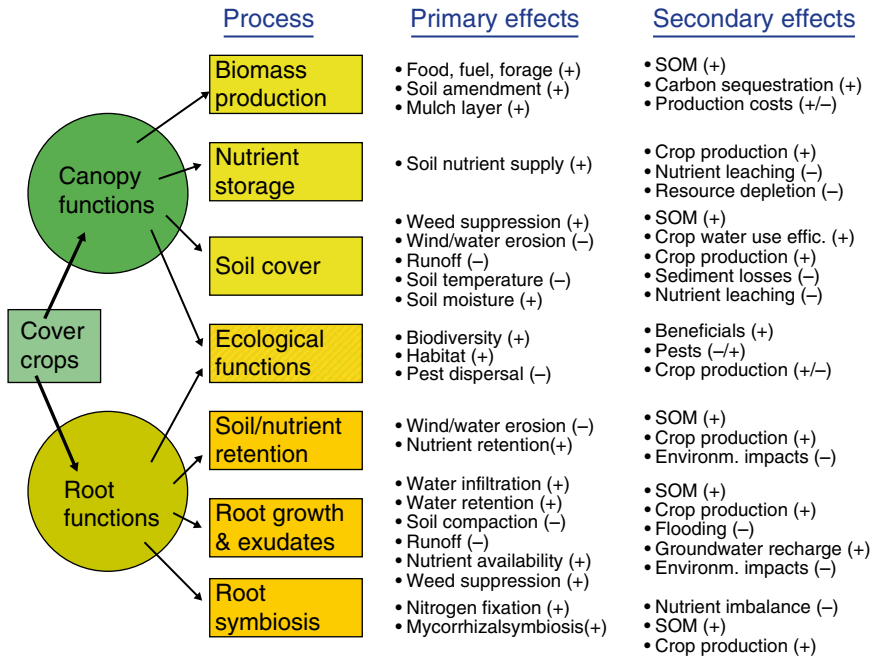 Process
Primary effects
Secondary effects
Canopy
functions
Cover
crops
Root
functions
Biomass
production
• Food, fuel, forage (+)
• Soil amendment (+)
• Mulch layer (+)
• SOM (+)
• Carbon sequestration (+)
• Production costs (+/–)
Nutrient
storage
• Soil nutrient supply (+)
• Crop production (+)
• Nutrient leaching (–)
• Resource depletion (–)
Soil cover
• Weed suppression (+)
• Wind/water erosion (–)
• Runoff (–)
• Soil temperature (–)
• Soil moisture (+)
• SOM (+)
• Crop water use effic. (+)
• Crop production (+)
• Sediment losses (–)
• Nutrient leaching (–)
Ecological
functions
• Biodiversity (+)
• Habitat (+)
• Pest dispersal (–)
• Beneficials (+)
• Pests (–/+)
• Crop production (+/–)
Soil/nutrient
retention
• Wind/water erosion (–)
• Nutrient retention(+)
• SOM (+)
• Crop production (+)
• Environm. impacts (–)
Root growth
& exudates
• Water infiltration (+)
• Water retention (+)
• Soil compaction (–)
• Runoff (–)
• Nutrient availability (+)
• Weed suppression (+)
• SOM (+)
• Crop production (+)
• Flooding (–)
• Groundwater recharge (+)
• Environm. impacts (–)
Root
symbiosis
• Nitrogen fixation (+)
• Mycorrhizalsymbiosis(+)
• Nutrient imbalance (–)
• SOM (+)
• Crop production (+)